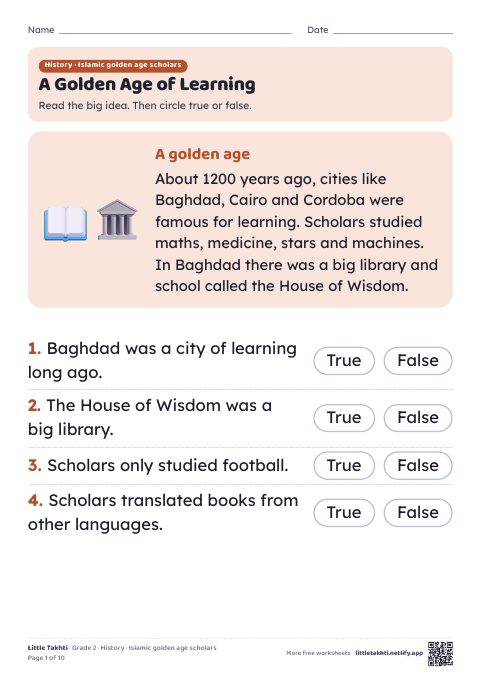 Name
Date
History · Islamic golden age scholars
A Golden Age of Learning
Read the big idea. Then circle true or false.
A golden age
About 1200 years ago, cities like
Baghdad, Cairo and Cordoba were
famous for learning. Scholars studied
maths, medicine, stars and machines.
In Baghdad there was a big library and
school called the House of Wisdom.
1. Baghdad was a city of learning
long ago.
True False
2. The House of Wisdom was a
big library.
True False
3. Scholars only studied football.
True False
4. Scholars translated books from
other languages.
True False
Little Takhti · Grade 2 · History · Islamic golden age scholars
Page 1 of 10
More free worksheets · littletakhti.netlify.app